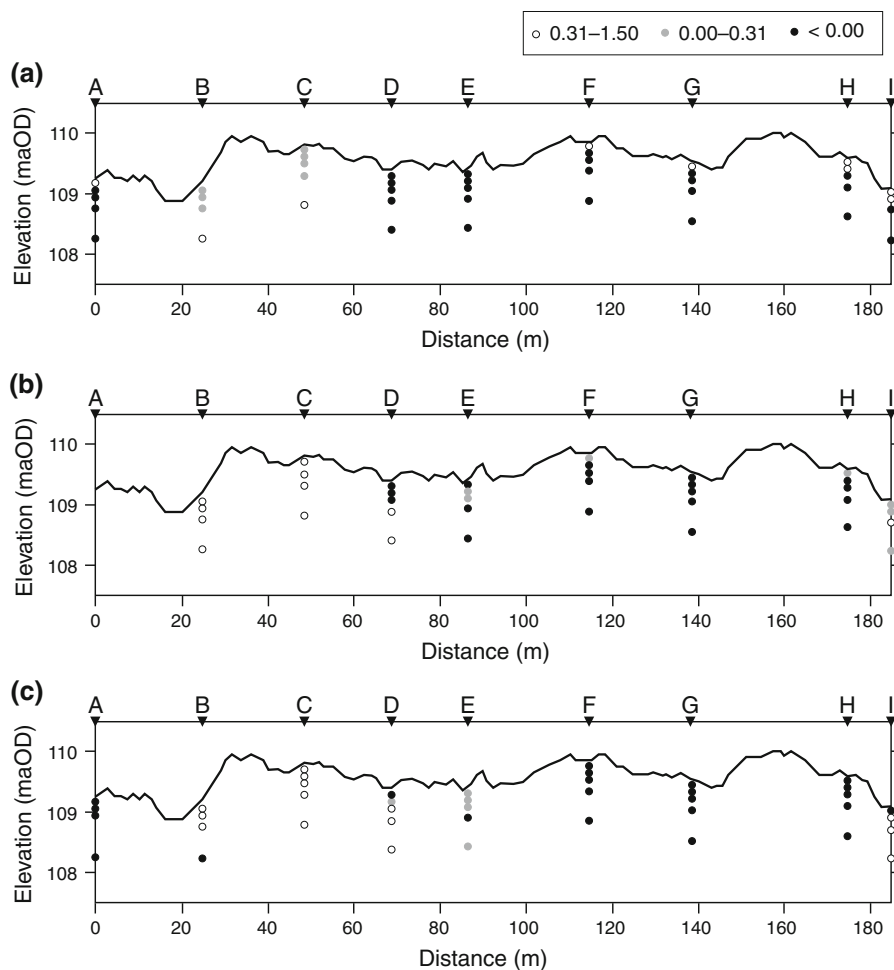 0.31–1.50 0.00–0.31 < 0.00
(a)
A B C D E F G H I
Elevation (maOD)
110
109
108
0 20 40 60 80 100 120 140 160 180
Distance (m)
(b)
A B C D E F G H I
Elevation (maOD)
110
109
108
0 20 40 60 80 100 120 140 160 180
Distance (m)
(c)
A B C D E F G H I
Elevation (maOD)
110
109
108
0 20 40 60 80 100 120 140 160 180
Distance (m)